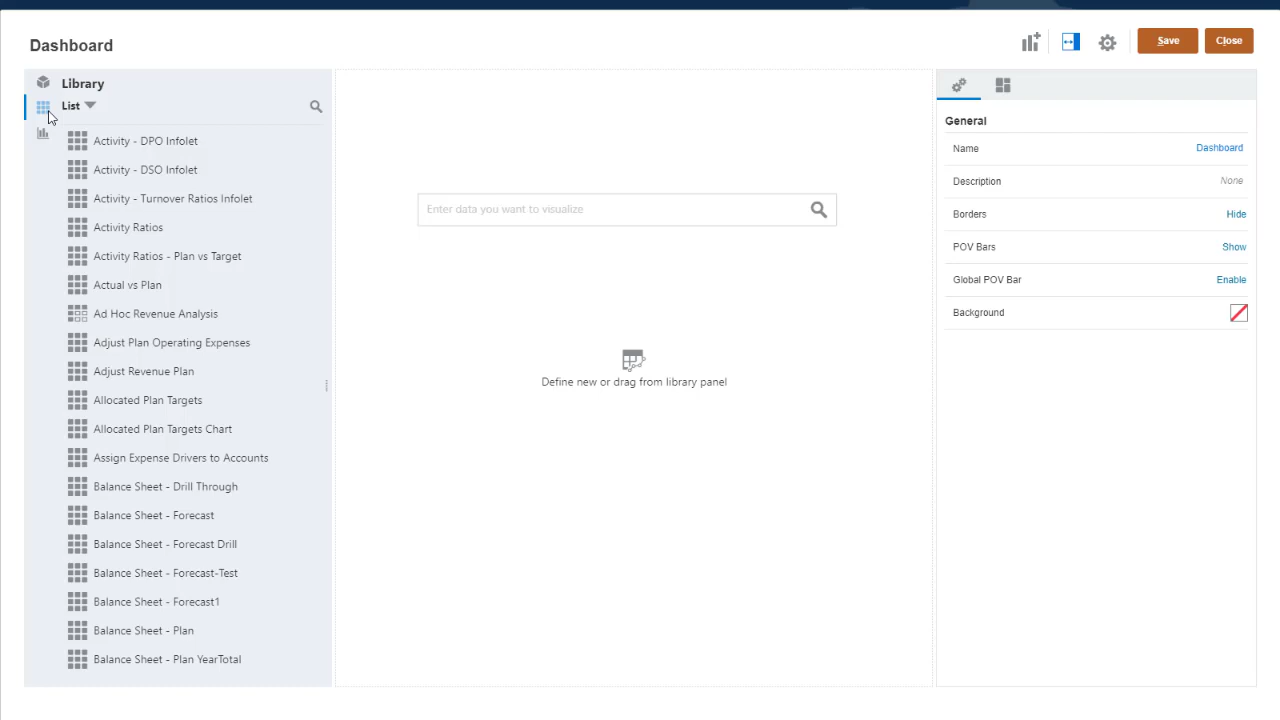 Dashboard
Save
Close
Library
List
Activity - DPO Infolet
Activity - DSO Infolet
Activity - Turnover Ratios Infolet
Activity Ratios
Activity Ratios - Plan vs Target
Actual vs Plan
Ad Hoc Revenue Analysis
Adjust Plan Operating Expenses
Adjust Revenue Plan
Allocated Plan Targets
Allocated Plan Targets Chart
Assign Expense Drivers to Accounts
Balance Sheet - Drill Through
Balance Sheet - Forecast
Balance Sheet - Forecast Drill
Balance Sheet - Forecast-Test
Balance Sheet - Forecast1
Balance Sheet - Plan
Balance Sheet - Plan YearTotal
Enter data you want to visualize
Define new or drag from library panel
General
Name Dashboard
Description None
Borders Hide
POV Bars Show
Global POV Bar Enable
Background